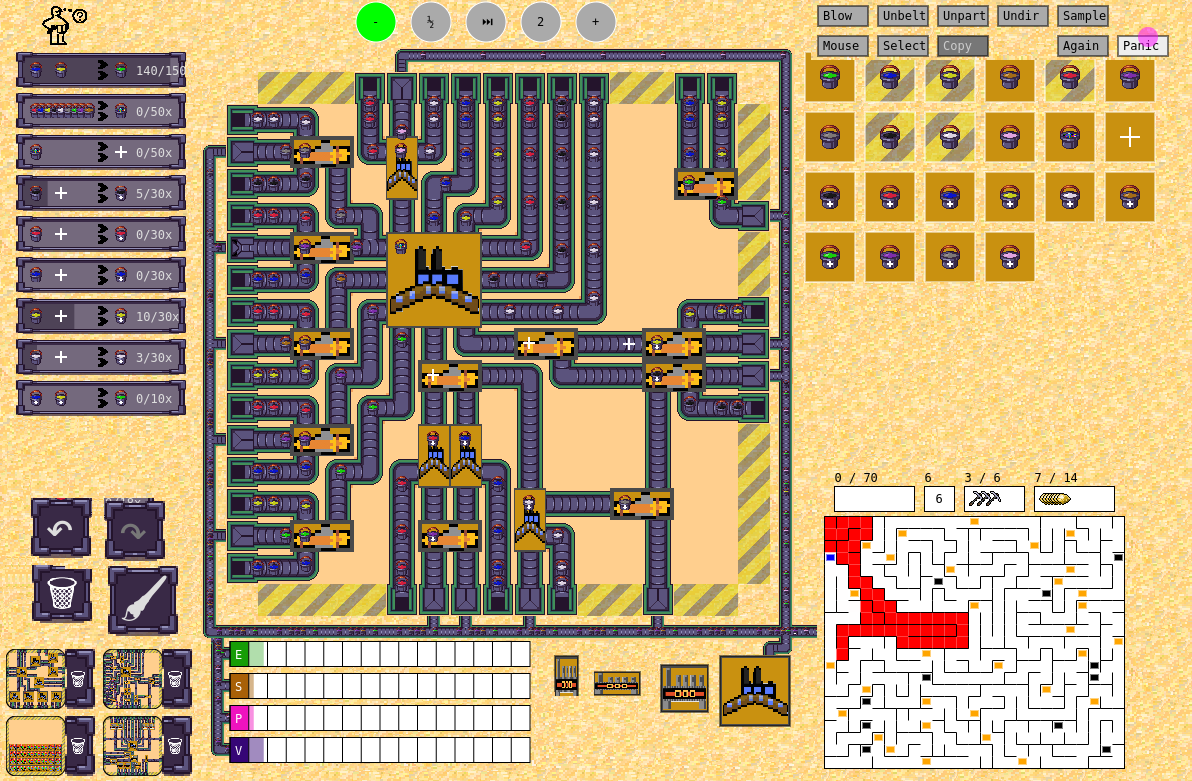 - ½ ⏭ 2 +
Blow Unbelt Unpart Undir Sample
Mouse Select Copy Again Panic
140/150
0/50x
+ 0/50x
+ 5/30x
+ 0/30x
+ 0/30x
+ 10/30x
+ 3/30x
0/10x
0 / 70 6 3 / 6 7 / 14
6
E
S
P
V